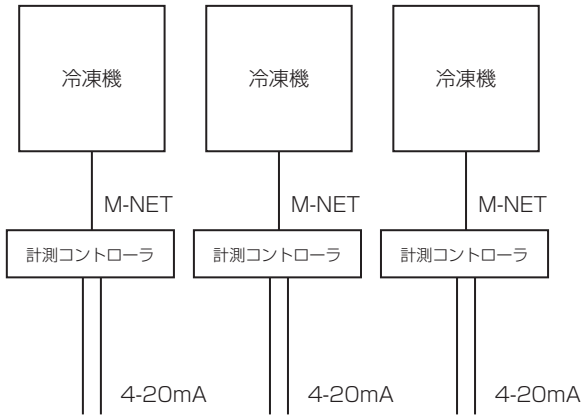 冷凍機 冷凍機 冷凍機
M-NET M-NET M-NET
計測コントローラ 計測コントローラ 計測コントローラ
4-20mA 4-20mA 4-20mA